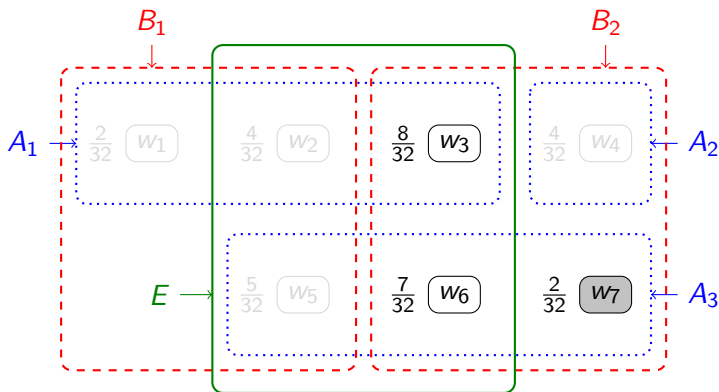 B₁ B₂
A₁ 2/32 w₁ 4/32 w₂ 8/32 w₃ 4/32 w₄ A₂
E 5/32 w₅ 7/32 w₆ 2/32 w₇ A₃